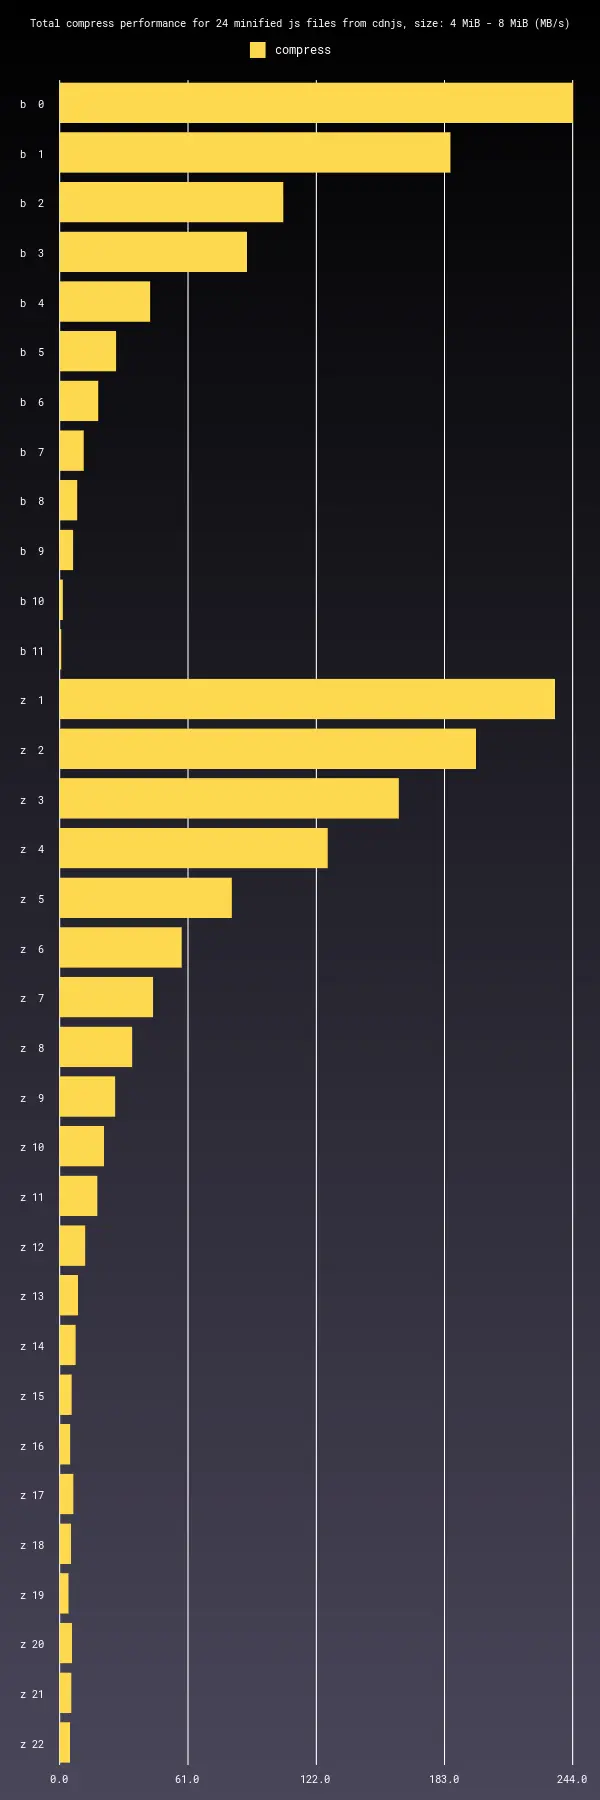 Total compress performance for 24 minified js files from cdnjs, size: 4 MiB - 8 MiB (MB/s)
compress
b 0
b 1
b 2
b 3
b 4
b 5
b 6
b 7
b 8
b 9
b 10
b 11
z 1
z 2
z 3
z 4
z 5
z 6
z 7
z 8
z 9
z 10
z 11
z 12
z 13
z 14
z 15
z 16
z 17
z 18
z 19
z 20
z 21
z 22
0.0 61.0 122.0 183.0 244.0